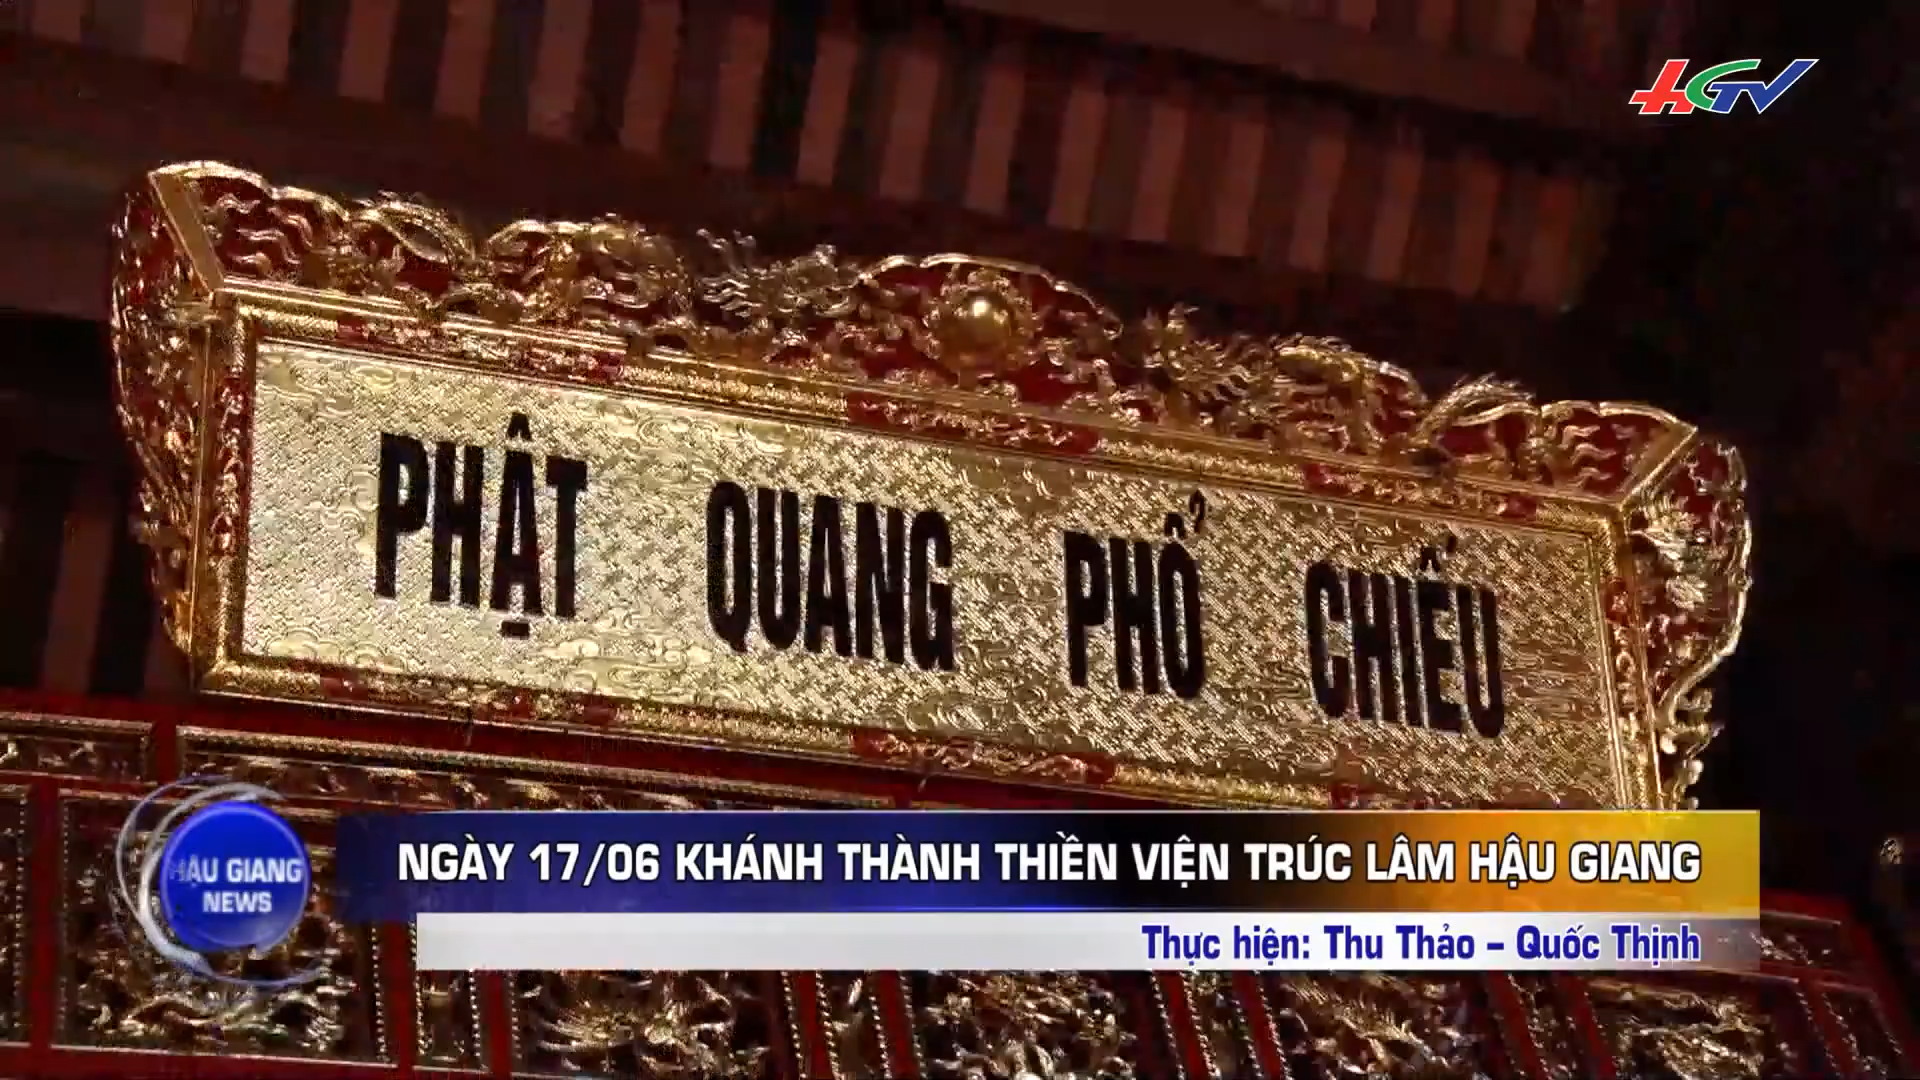 HGTV
PHẬT QUANG PHỔ CHIẾU
HẬU GIANG
NEWS
NGÀY 17/06 KHÁNH THÀNH THIỀN VIỆN TRÚC LÂM HẬU GIANG
Thực hiện: Thu Thảo – Quốc Thịnh